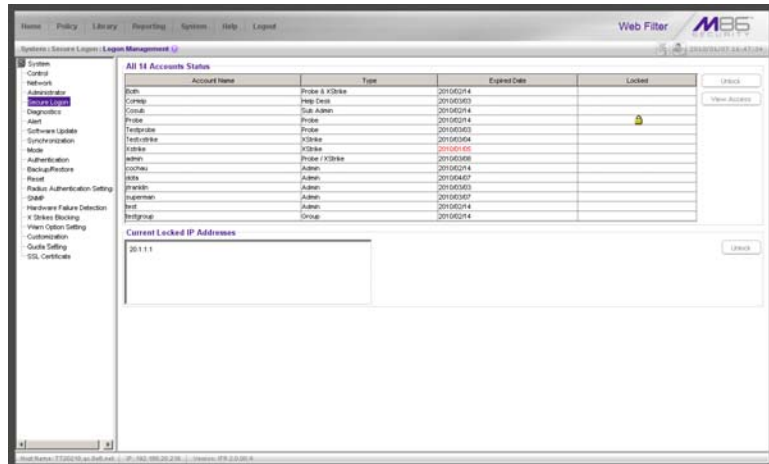 Home Policy Library Reporting System Help Logout
Web Filter
M86 SECURITY
System : Secure Logon : Logon Management
System
Control
Network
Administrator
Secure Logon
Diagnostics
Alert
Software Update
Synchronization
Mode
Authentication
Backup/Restore
Reset
Radius Authentication Setting
SNMP
Hardware Failure Detection
X Strikes Blocking
Warn Option Setting
Customization
Quota Setting
SSL Certificate
All 14 Accounts Status
Account Name Type Expired Date Locked
Both Probe & XStrike 2010/02/14
CorHelp Help Desk 2010/03/03
Cosub Sub Admin 2010/02/14
Probe Probe 2010/02/14
Testprobe Probe 2010/03/03
Testxstrike XStrike 2010/03/04
Xstrike XStrike 2010/01/05
admin Probe / XStrike 2010/03/08
cochau Admin 2010/02/14
Admin 2010/04/07
jfranklin Admin 2010/03/03
superman Admin 2010/03/07
test Admin 2010/02/14
testgroup Group 2010/02/14
Unlock
View Access
Current Locked IP Addresses
20.1.1.1
Unlock